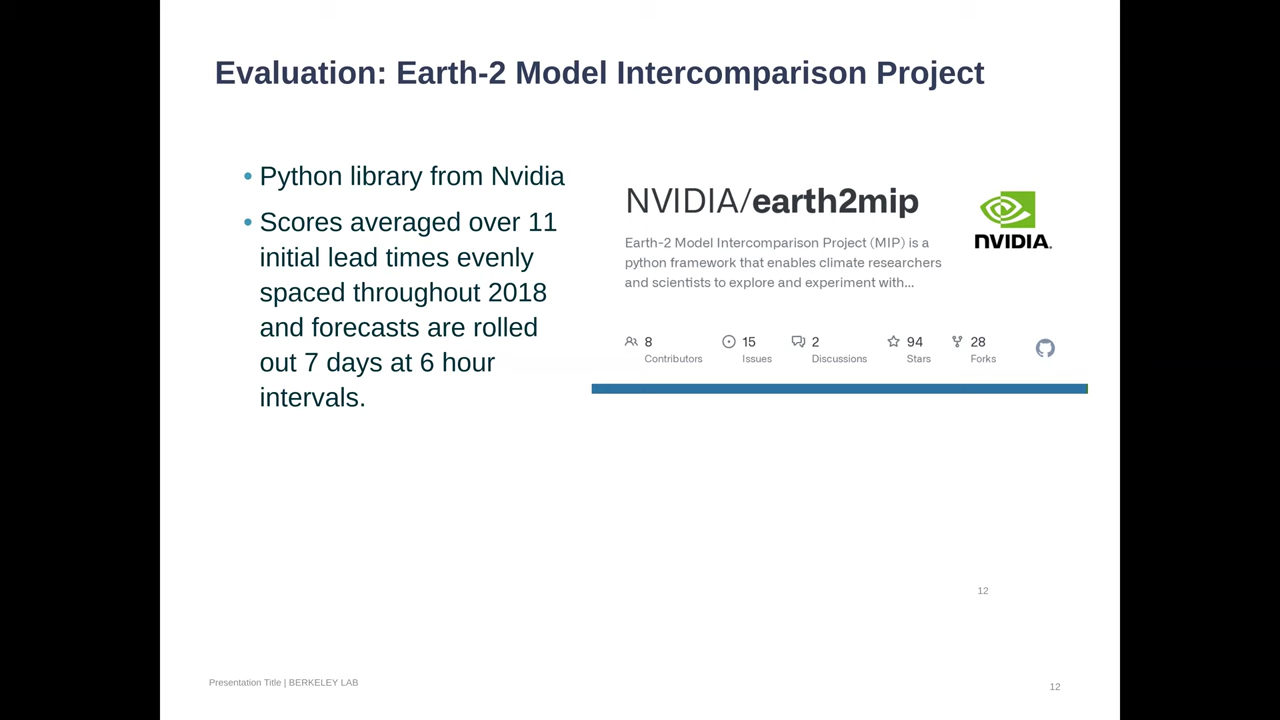 Evaluation: Earth-2 Model Intercomparison Project
• Python library from Nvidia
• Scores averaged over 11
initial lead times evenly
spaced throughout 2018
and forecasts are rolled
out 7 days at 6 hour
intervals.
NVIDIA/earth2mip
Earth-2 Model Intercomparison Project (MIP) is a
python framework that enables climate researchers
and scientists to explore and experiment with...
NVIDIA.
8
Contributors
15
Issues
2
Discussions
94
Stars
28
Forks
12
Presentation Title | BERKELEY LAB
12